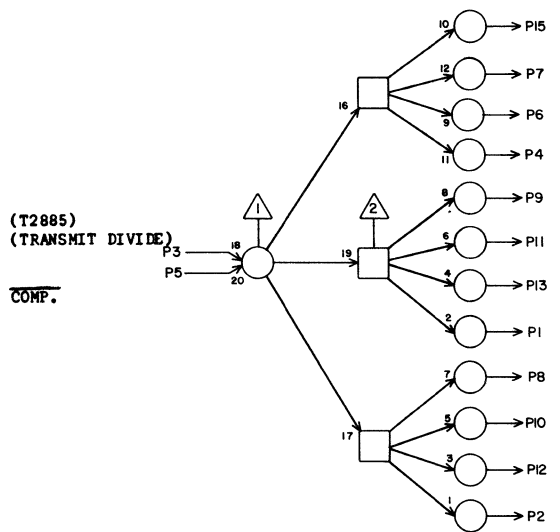 10 P15
12 P7
16
9 P6
11 P4
1
2
8 P9
(T2885)
(TRANSMIT DIVIDE)
P3 18
19
6 P11
P5 20
4 P13
COMP.
2 P1
7 P8
17
5 P10
3 P12
1 P2